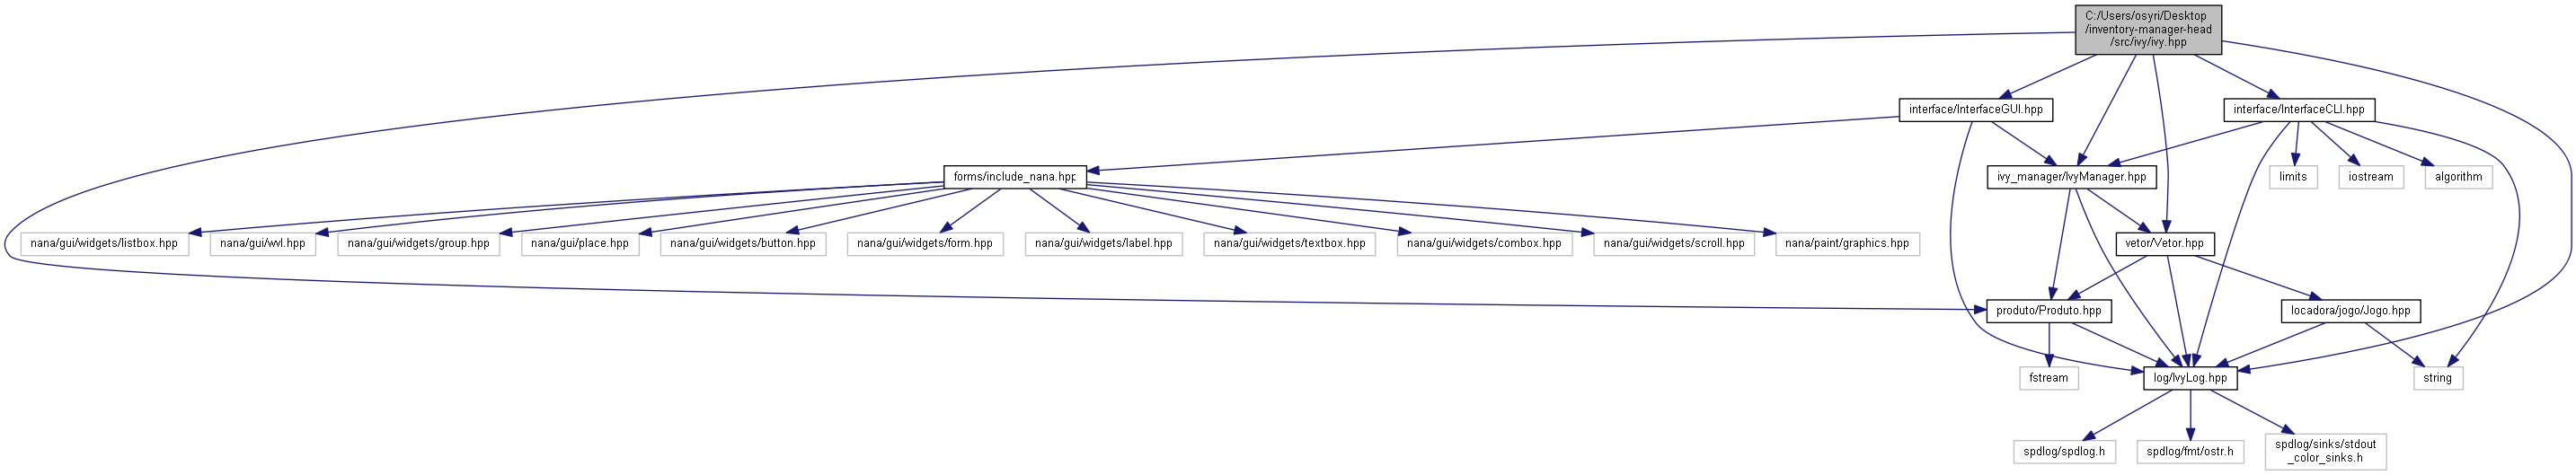 C:/Users/osyri/Desktop
/inventory-manager-head
/src/ivy/ivy.hpp
interface/InterfaceGUI.hpp
interface/InterfaceCLI.hpp
forms/include_nana.hpp
ivy_manager/IvyManager.hpp
limits
iostream
algorithm
nana/gui/widgets/listbox.hpp
nana/gui/wvl.hpp
nana/gui/widgets/group.hpp
nana/gui/place.hpp
nana/gui/widgets/button.hpp
nana/gui/widgets/form.hpp
nana/gui/widgets/label.hpp
nana/gui/widgets/textbox.hpp
nana/gui/widgets/combox.hpp
nana/gui/widgets/scroll.hpp
nana/paint/graphics.hpp
vetor/Vetor.hpp
produto/Produto.hpp
locadora/jogo/Jogo.hpp
fstream
log/IvyLog.hpp
string
spdlog/spdlog.h
spdlog/fmt/ostr.h
spdlog/sinks/stdout
_color_sinks.h